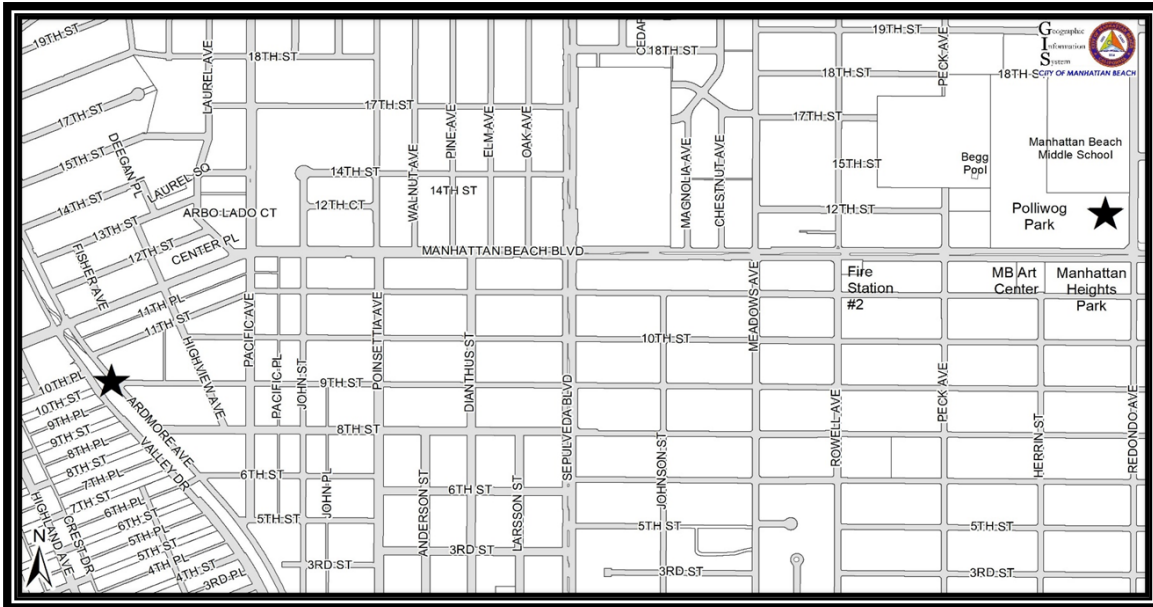 19TH ST
LAUREL AVE
18TH ST
CEDAR
18TH ST
19TH ST
PECK AVE
Geographic
Information
System
CITY OF MANHATTAN BEACH
18TH ST
18TH S
17TH ST
17TH ST
17TH ST
DEEGAN PL
15TH ST
LAUREL SQ
14TH ST
WALNUT AVE
PINE AVE
ELM AVE
OAK AVE
14TH ST
MAGNOLIA AVE
CHESTNUT AVE
15TH ST
Begg
Pool
Manhattan Beach
Middle School
14TH ST
13TH ST
ARBOLADO CT
12TH CT
12TH ST
Polliwog
Park
12TH ST
CENTER PL
MANHATTAN BEACH BLVD
FISHER AVE
11TH PL
11TH ST
Fire
Station
#2
MB Art
Center
Manhattan
Heights
Park
PACIFIC AVE
POINSETTIA AVE
DIANTHUS ST
MEADOWS AVE
10TH ST
HIGHVIEW AVE
PACIFIC PL
JOHN ST
9TH ST
SEPULVEDA BLVD
PECK AVE
10TH PL
10TH ST
9TH PL
9TH ST
8TH PL
8TH ST
7TH PL
7TH ST
6TH PL
6TH ST
5TH PL
5TH ST
4TH PL
4TH ST
3RD PL
ARDMORE AVE
VALLEY DR
8TH ST
ROWELL AVE
HERRIN ST
REDONDO AVE
6TH ST
JOHN PL
ANDERSON ST
6TH ST
LARSSON ST
JOHNSON ST
HIGHLAND AVE
CREST DR
5TH ST
5TH ST
5TH ST
3RD ST
3RD ST
3RD ST
3RD ST
N